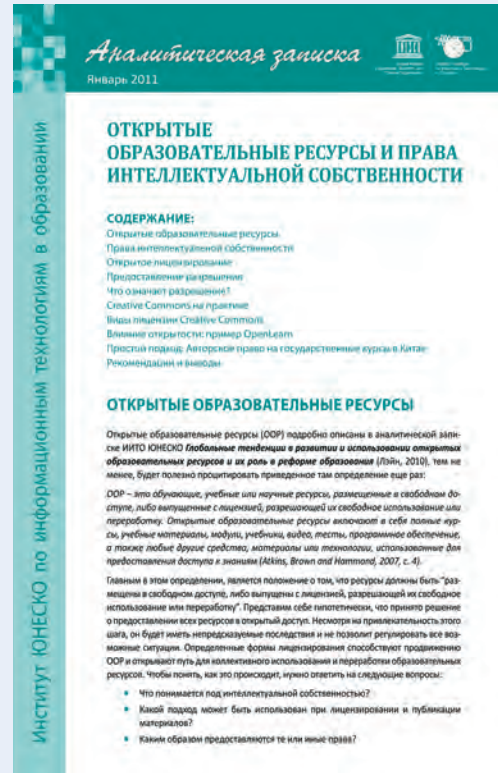 Аналитическая записка
Январь 2011
Институт ЮНЕСКО по информационным технологиям в образовании
ОТКРЫТЫЕ
ОБРАЗОВАТЕЛЬНЫЕ РЕСУРСЫ И ПРАВА
ИНТЕЛЛЕКТУАЛЬНОЙ СОБСТВЕННОСТИ
СОДЕРЖАНИЕ:
Открытые образовательные ресурсы
Права интеллектуальной собственности
Открытое лицензирование
Предоставление разрешения
Что означает разрешение?
Creative Commons на практике
Виды лицензии Creative Commons
Влияние открытости: пример OpenLearn
Простой подход: Авторское право на государственные курсы в Китае
Рекомендации и выводы
ОТКРЫТЫЕ ОБРАЗОВАТЕЛЬНЫЕ РЕСУРСЫ
Открытые образовательные ресурсы (ООР) подробно описаны в аналитической запи-
ске ИИТО ЮНЕСКО Глобальные тенденции в развитии и использовании открытых
образовательных ресурсов и их роль в реформе образования (Лэйн, 2010), тем не
менее, будет полезно процитировать приведенное там определение еще раз:
ООР – это обучающие, учебные или научные ресурсы, размещенные в свободном до-
ступе, либо выпущенные с лицензией, разрешающей их свободное использование или
переработку. Открытые образовательные ресурсы включают в себя полные кур-
сы, учебные материалы, модули, учебники, видео, тесты, программное обеспечение,
а также любые другие средства, материалы или технологии, использованные для
предоставления доступа к знаниям (Atkins, Brown and Hammond, 2007, с. 4).
Главным в этом определении, является положение о том, что ресурсы должны быть "раз-
мещены в свободном доступе, либо выпущены с лицензией, разрешающей их свободное
использование или переработку". Представим себе гипотетически, что принято решение
о предоставлении всех ресурсов в открытый доступ. Несмотря на привлекательность этого
шага, он будет иметь непредсказуемые последствия и не позволит регулировать все воз-
можные ситуации. Определенные формы лицензирования способствуют продвижению
ООР и открывают путь для коллективного использования и переработки образовательных
ресурсов. Чтобы понять, как это происходит, нужно ответить на следующие вопросы:
• Что понимается под интеллектуальной собственностью?
• Какой подход может быть использован при лицензировании и публикации
материалов?
• Каким образом предоставляются те или иные права?